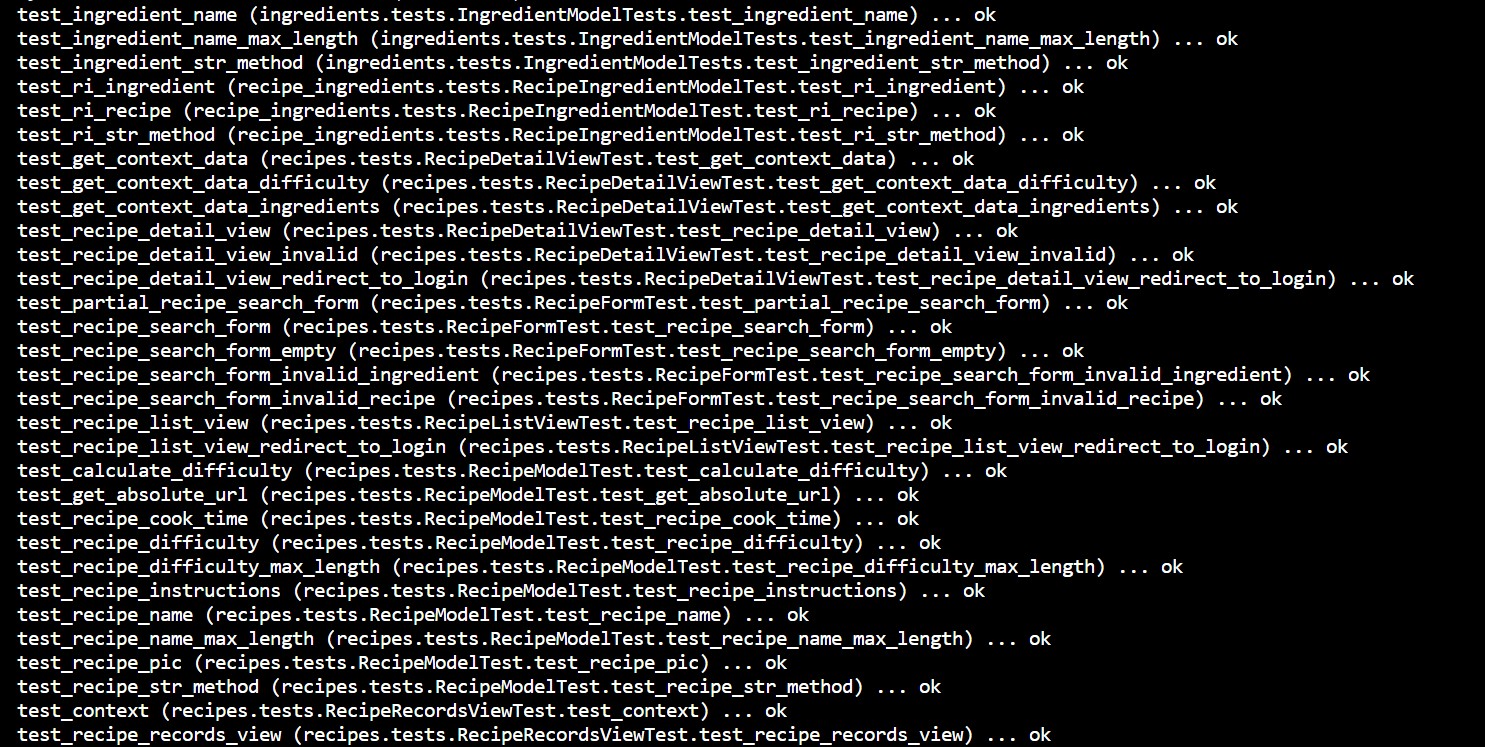 test_ingredient_name (ingredients.tests.IngredientModelTests.test_ingredient_name) ... ok
test_ingredient_name_max_length (ingredients.tests.IngredientModelTests.test_ingredient_name_max_length) ... ok
test_ingredient_str_method (ingredients.tests.IngredientModelTests.test_ingredient_str_method) ... ok
test_ri_ingredient (recipe_ingredients.tests.RecipeIngredientModelTest.test_ri_ingredient) ... ok
test_ri_recipe (recipe_ingredients.tests.RecipeIngredientModelTest.test_ri_recipe) ... ok
test_ri_str_method (recipe_ingredients.tests.RecipeIngredientModelTest.test_ri_str_method) ... ok
test_get_context_data (recipes.tests.RecipeDetailViewTest.test_get_context_data) ... ok
test_get_context_data_difficulty (recipes.tests.RecipeDetailViewTest.test_get_context_data_difficulty) ... ok
test_get_context_data_ingredients (recipes.tests.RecipeDetailViewTest.test_get_context_data_ingredients) ... ok
test_recipe_detail_view (recipes.tests.RecipeDetailViewTest.test_recipe_detail_view) ... ok
test_recipe_detail_view_invalid (recipes.tests.RecipeDetailViewTest.test_recipe_detail_view_invalid) ... ok
test_recipe_detail_view_redirect_to_login (recipes.tests.RecipeDetailViewTest.test_recipe_detail_view_redirect_to_login) ... ok
test_partial_recipe_search_form (recipes.tests.RecipeFormTest.test_partial_recipe_search_form) ... ok
test_recipe_search_form (recipes.tests.RecipeFormTest.test_recipe_search_form) ... ok
test_recipe_search_form_empty (recipes.tests.RecipeFormTest.test_recipe_search_form_empty) ... ok
test_recipe_search_form_invalid_ingredient (recipes.tests.RecipeFormTest.test_recipe_search_form_invalid_ingredient) ... ok
test_recipe_search_form_invalid_recipe (recipes.tests.RecipeFormTest.test_recipe_search_form_invalid_recipe) ... ok
test_recipe_list_view (recipes.tests.RecipeListViewTest.test_recipe_list_view) ... ok
test_recipe_list_view_redirect_to_login (recipes.tests.RecipeListViewTest.test_recipe_list_view_redirect_to_login) ... ok
test_calculate_difficulty (recipes.tests.RecipeModelTest.test_calculate_difficulty) ... ok
test_get_absolute_url (recipes.tests.RecipeModelTest.test_get_absolute_url) ... ok
test_recipe_cook_time (recipes.tests.RecipeModelTest.test_recipe_cook_time) ... ok
test_recipe_difficulty (recipes.tests.RecipeModelTest.test_recipe_difficulty) ... ok
test_recipe_difficulty_max_length (recipes.tests.RecipeModelTest.test_recipe_difficulty_max_length) ... ok
test_recipe_instructions (recipes.tests.RecipeModelTest.test_recipe_instructions) ... ok
test_recipe_name (recipes.tests.RecipeModelTest.test_recipe_name) ... ok
test_recipe_name_max_length (recipes.tests.RecipeModelTest.test_recipe_name_max_length) ... ok
test_recipe_pic (recipes.tests.RecipeModelTest.test_recipe_pic) ... ok
test_recipe_str_method (recipes.tests.RecipeModelTest.test_recipe_str_method) ... ok
test_context (recipes.tests.RecipeRecordsViewTest.test_context) ... ok
test_recipe_records_view (recipes.tests.RecipeRecordsViewTest.test_recipe_records_view) ... ok